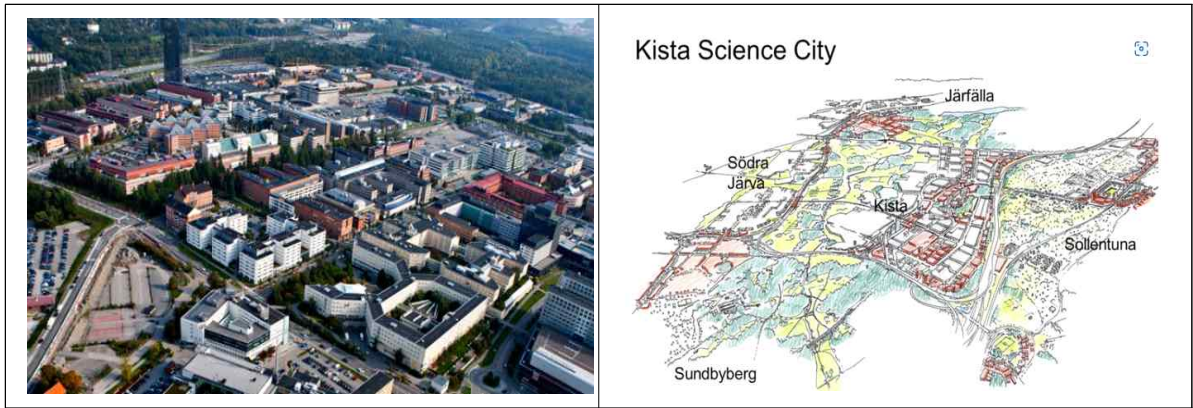 Kista Science City
Järfälla
Södra
Järva
Kista
Sollentuna
Sundbyberg